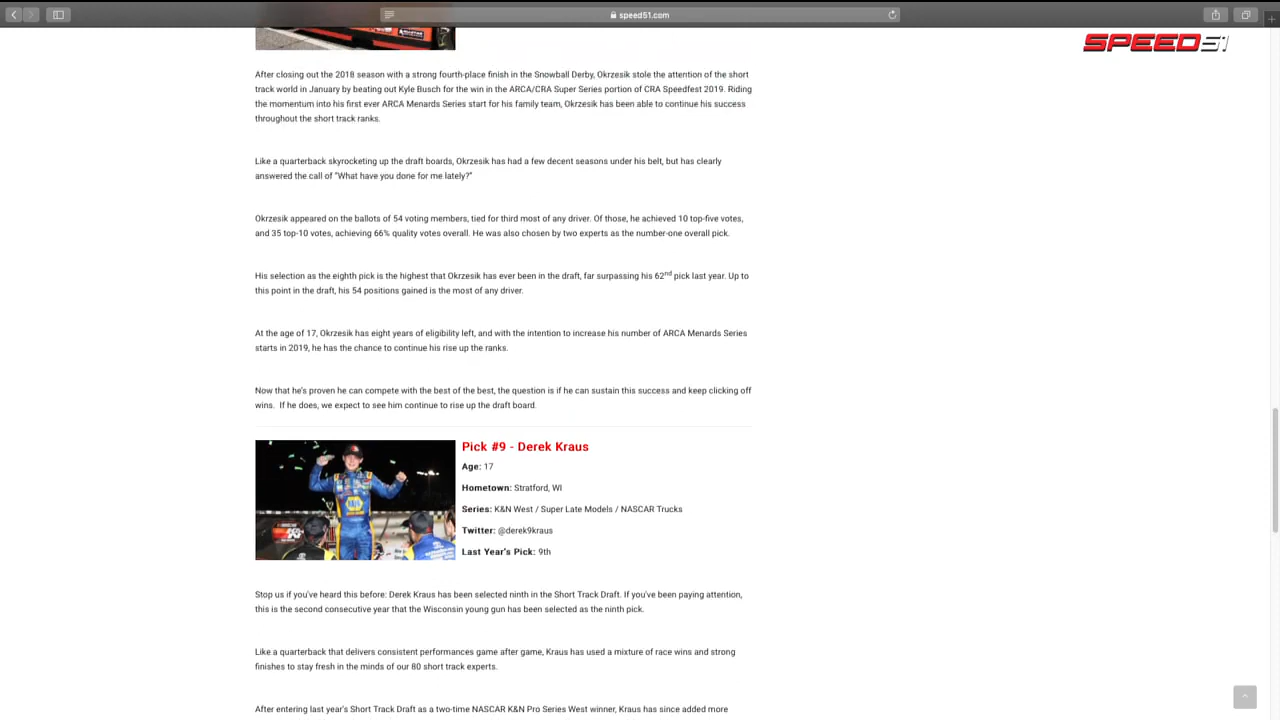 speed51.com
SPEED51
After closing out the 2018 season with a strong fourth-place finish in the Snowball Derby, Okrzesik stole the attention of the short
track world in January by beating out Kyle Busch for the win in the ARCA/CRA Super Series portion of CRA Speedfest 2019. Riding
the momentum into his first ever ARCA Menards Series start for his family team, Okrzesik has been able to continue his success
throughout the short track ranks.
Like a quarterback skyrocketing up the draft boards, Okrzesik has had a few decent seasons under his belt, but has clearly
answered the call of “What have you done for me lately?”
Okrzesik appeared on the ballots of 54 voting members, tied for third most of any driver. Of those, he achieved 10 top-five votes,
and 35 top-10 votes, achieving 66% quality votes overall. He was also chosen by two experts as the number-one overall pick.
His selection as the eighth pick is the highest that Okrzesik has ever been in the draft, far surpassing his 62nd pick last year. Up to
this point in the draft, his 54 positions gained is the most of any driver.
At the age of 17, Okrzesik has eight years of eligibility left, and with the intention to increase his number of ARCA Menards Series
starts in 2019, he has the chance to continue his rise up the ranks.
Now that he's proven he can compete with the best of the best, the question is if he can sustain this success and keep clicking off
wins. If he does, we expect to see him continue to rise up the draft board.
Pick #9 - Derek Kraus
Age: 17
Hometown: Stratford, WI
Series: K&N West / Super Late Models / NASCAR Trucks
Twitter: @derek9kraus
Last Year's Pick: 9th
NAPA
K&N
Stop us if you've heard this before: Derek Kraus has been selected ninth in the Short Track Draft. If you've been paying attention,
this is the second consecutive year that the Wisconsin young gun has been selected as the ninth pick.
Like a quarterback that delivers consistent performances game after game, Kraus has used a mixture of race wins and strong
finishes to stay fresh in the minds of our 80 short track experts.
After entering last year's Short Track Draft as a two-time NASCAR K&N Pro Series West winner, Kraus has since added more